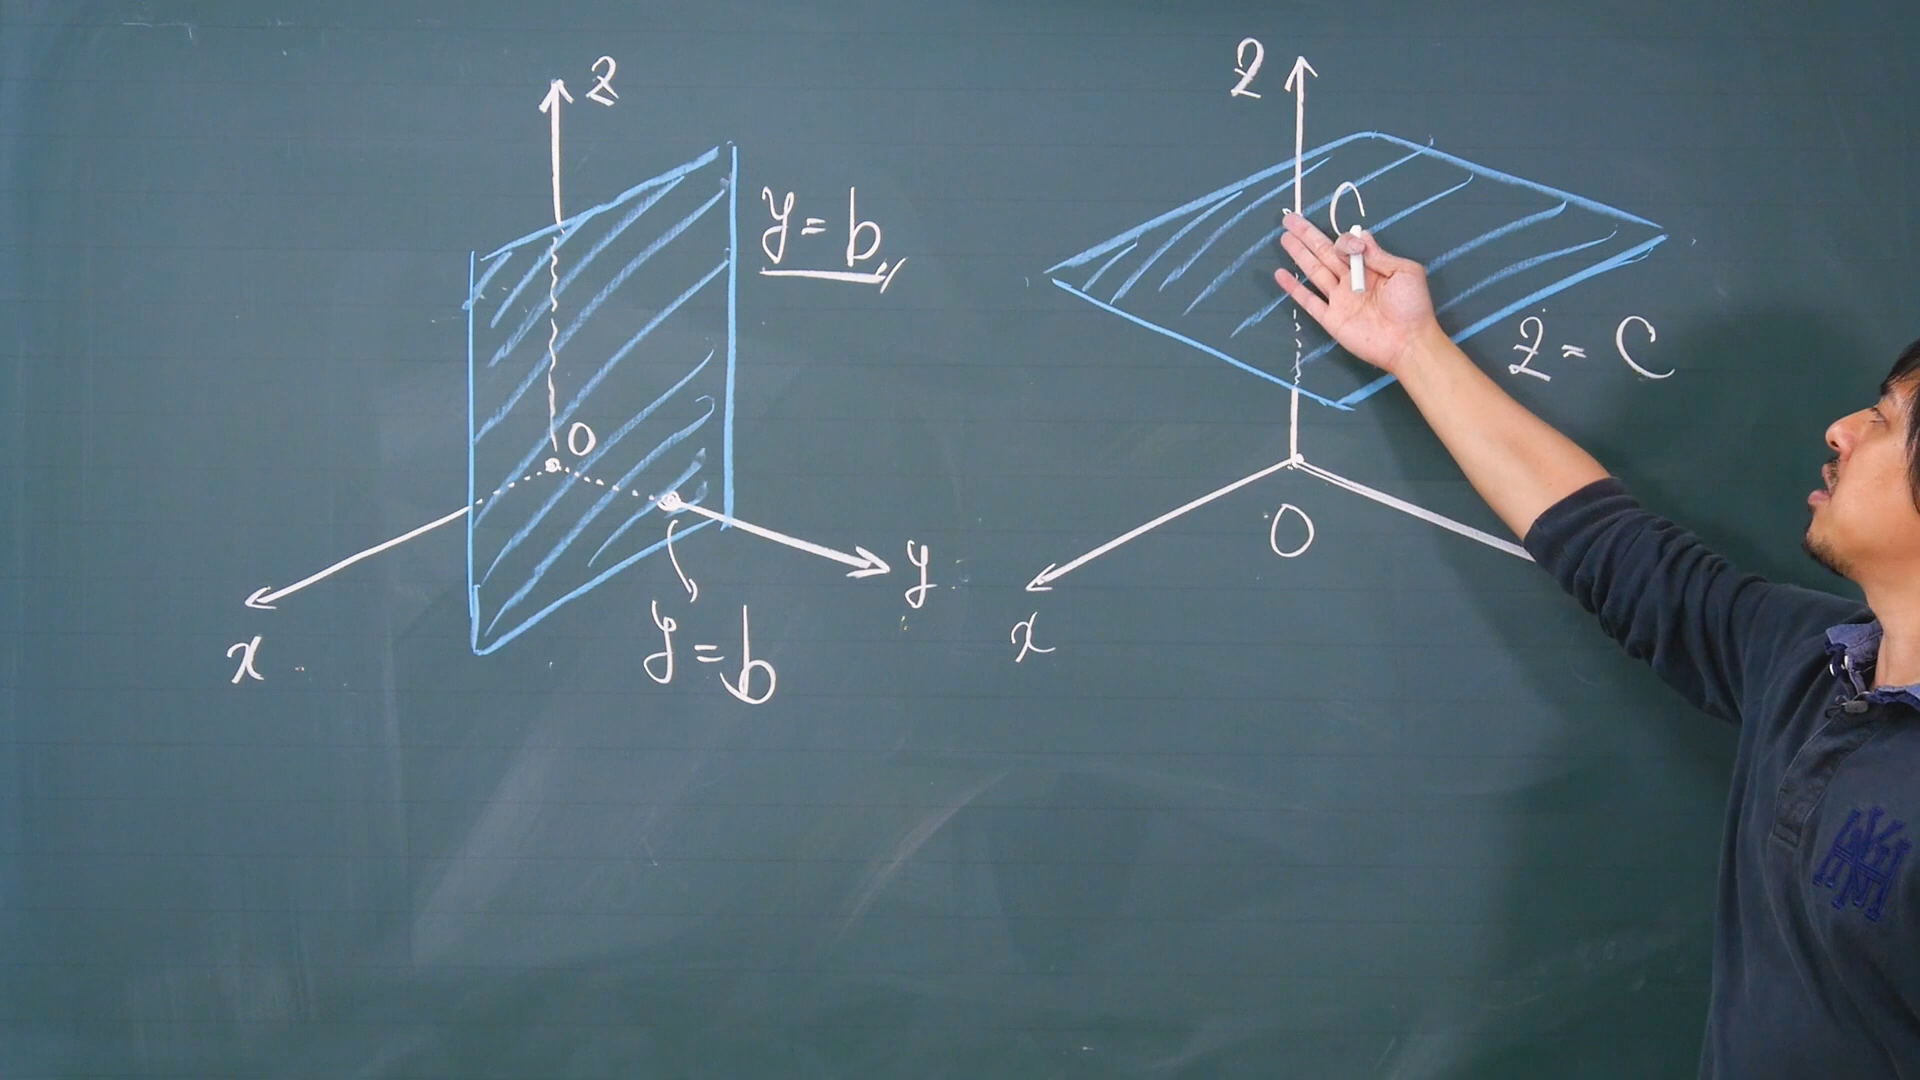 z
y = b
O
x
y
y = b
z
C
z = C
O
x